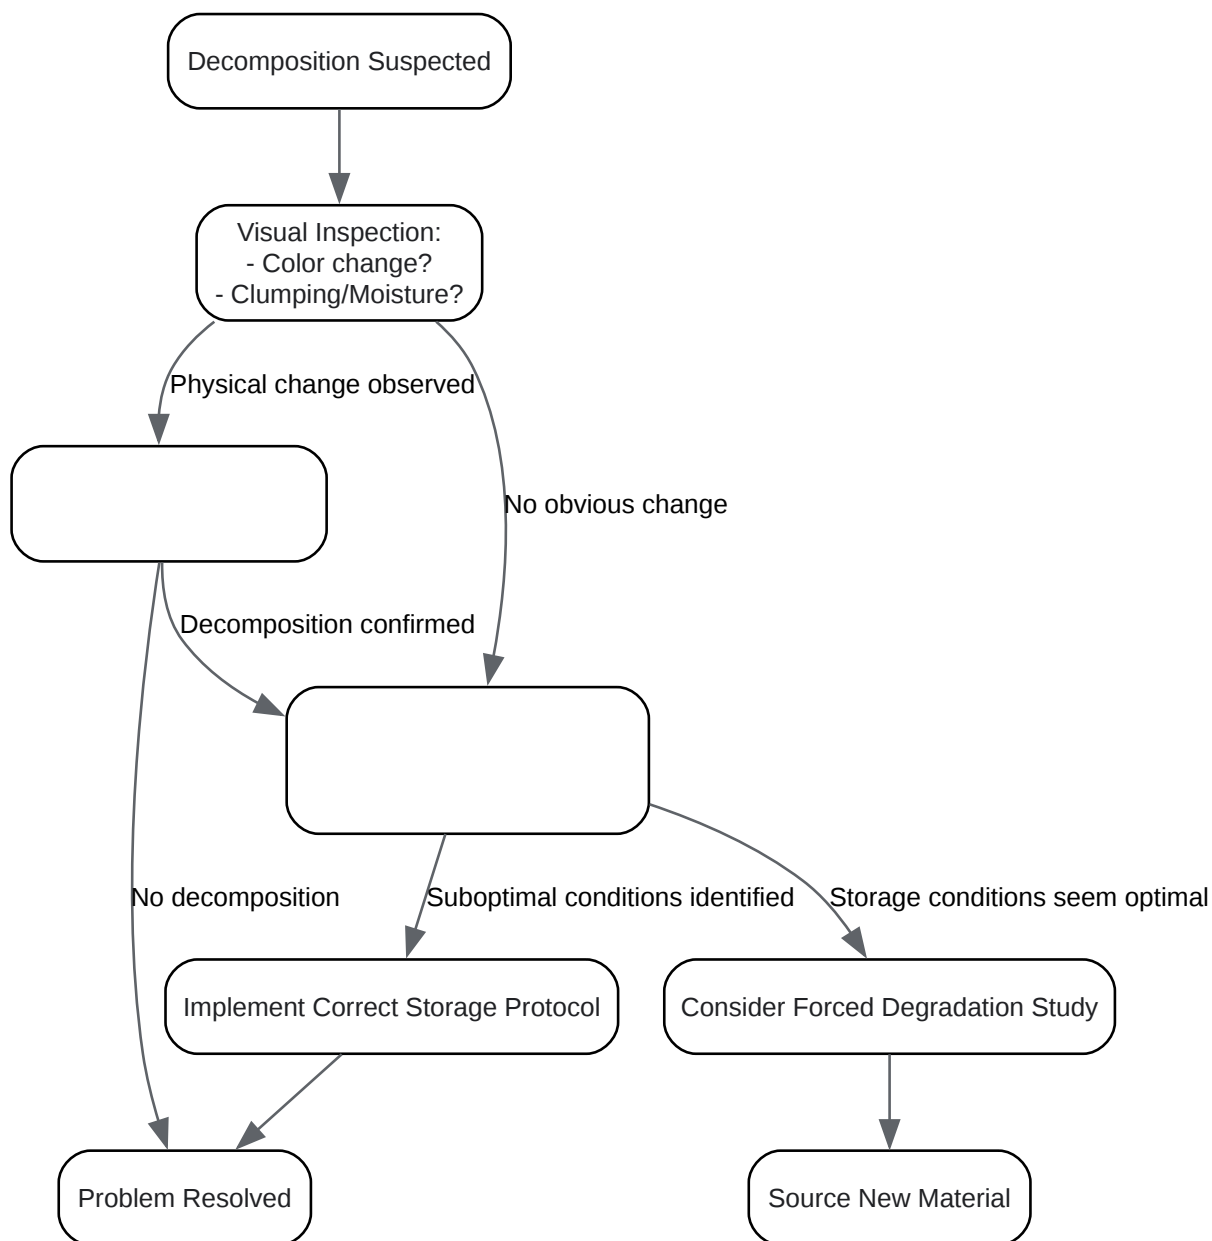 Decomposition Suspected
Visual Inspection:
- Color change?
- Clumping/Moisture?
Physical change observed
No obvious change
Decomposition confirmed
No decomposition
Suboptimal conditions identified
Storage conditions seem optimal
Implement Correct Storage Protocol
Consider Forced Degradation Study
Problem Resolved
Source New Material